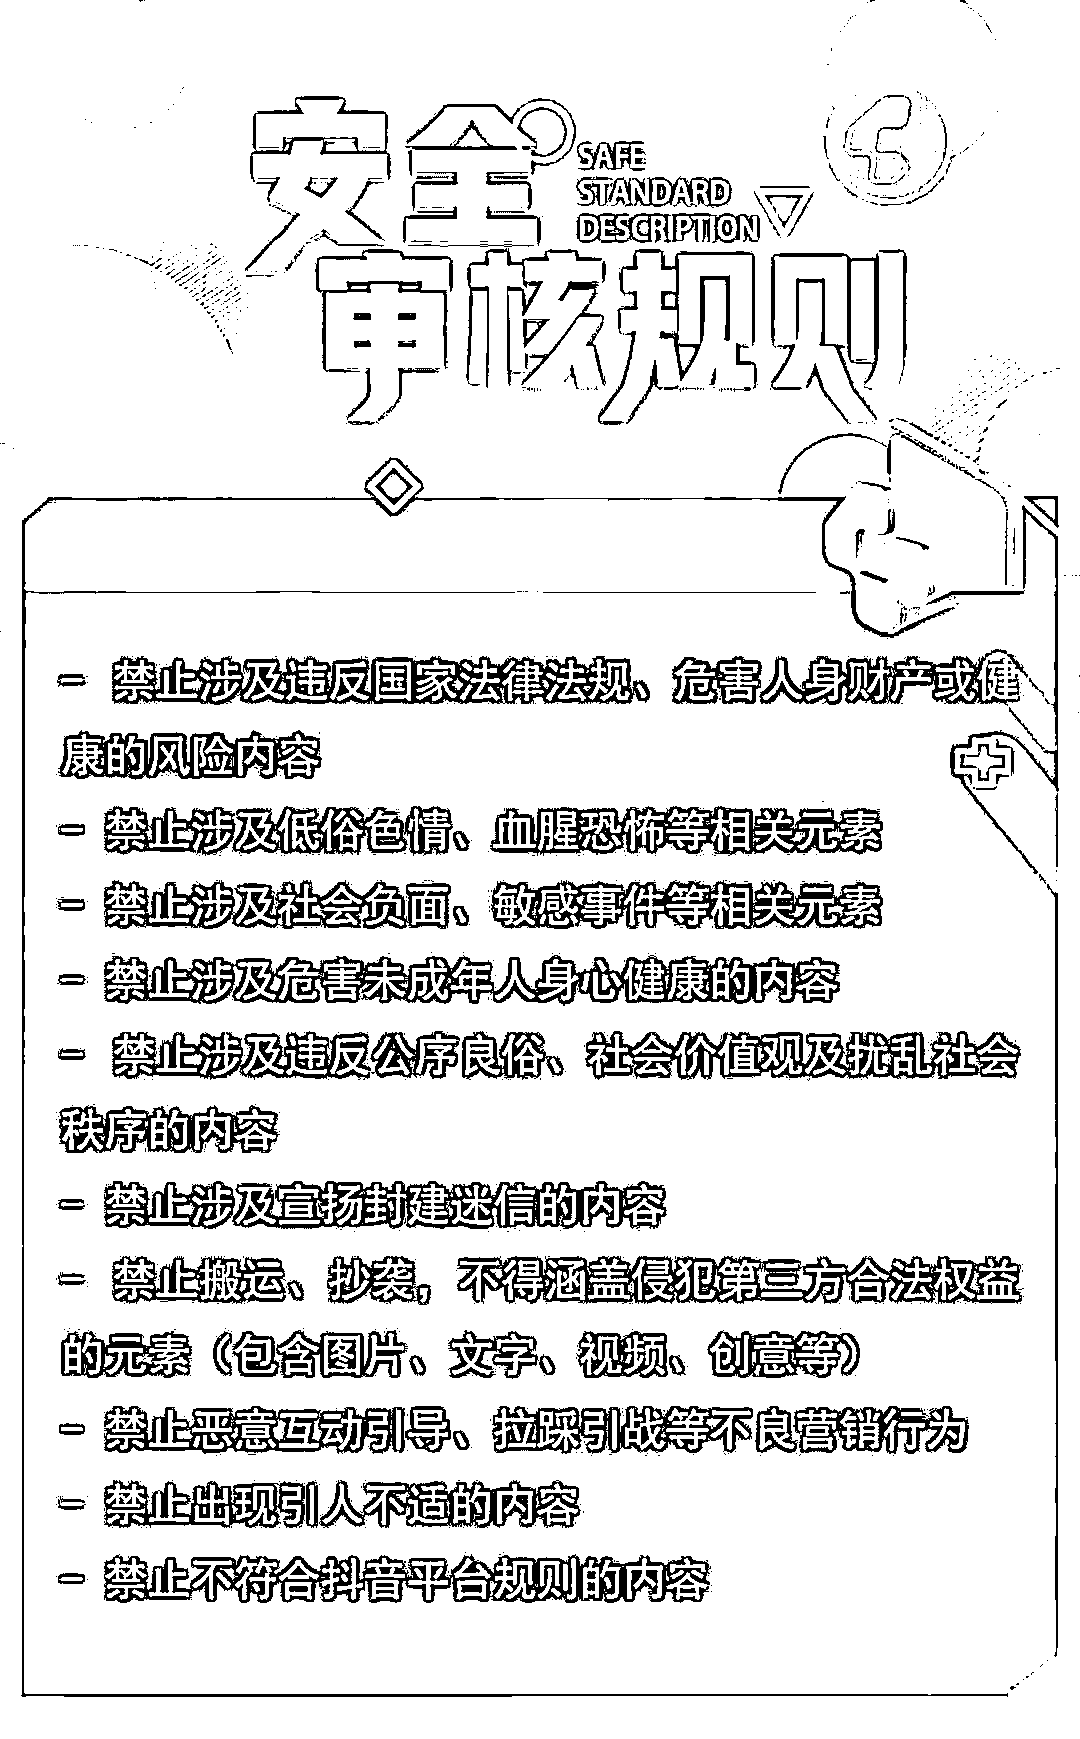 安全
SAFE
STANDARD
DESCRIPTION
审核规则
- 禁止涉及违反国家法律法规、危害人身财产或健
康的风险内容
- 禁止涉及低俗色情、血腥恐怖等相关元素
- 禁止涉及社会负面、敏感事件等相关元素
- 禁止涉及危害未成年人身心健康的内容
- 禁止涉及违反公序良俗、社会价值观及扰乱社会
秩序的内容
- 禁止涉及宣扬封建迷信的内容
- 禁止搬运、抄袭，不得涵盖侵犯第三方合法权益
的元素（包含图片、文字、视频、创意等）
- 禁止恶意互动引导、拉踩引战等不良营销行为
- 禁止出现引人不适的内容
- 禁止不符合抖音平台规则的内容